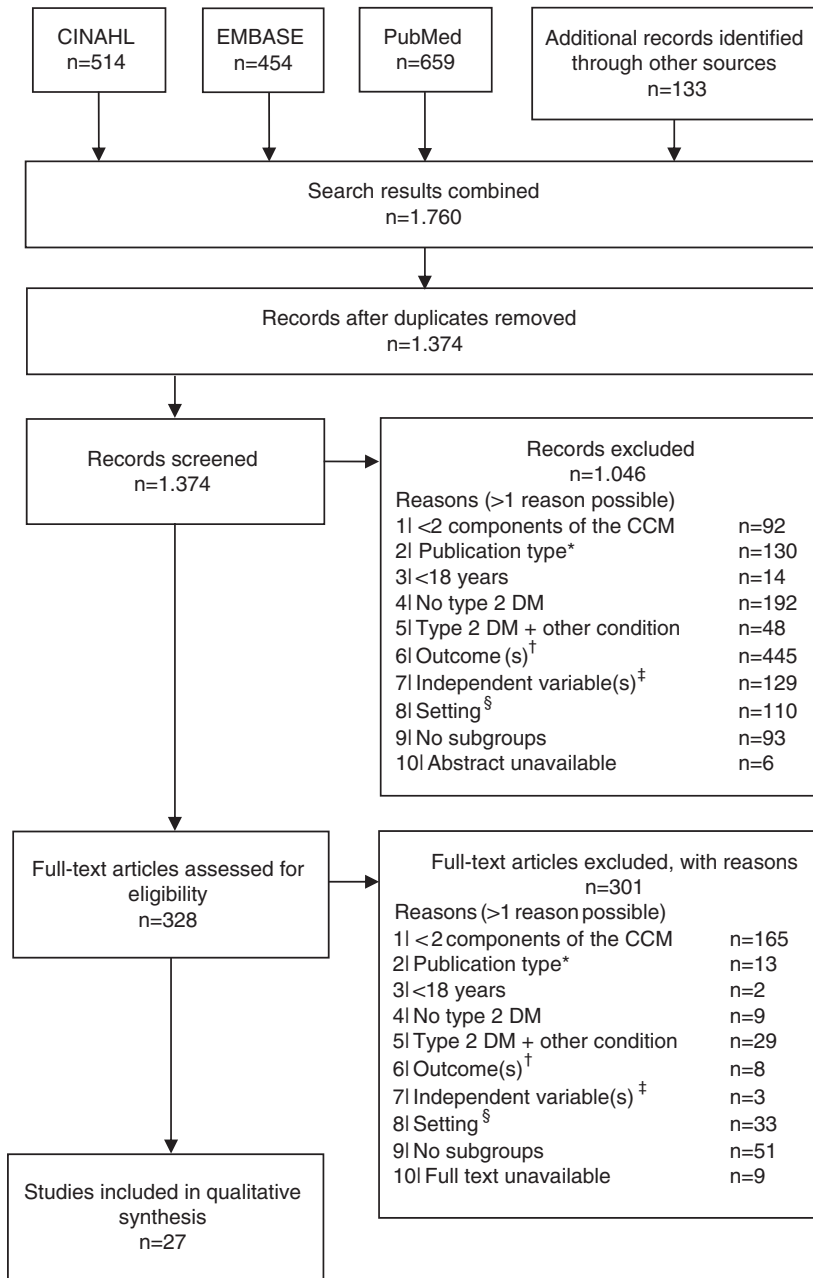 CINAHL
n=514
EMBASE
n=454
PubMed
n=659
Additional records identified
through other sources
n=133
Search results combined
n=1.760
Records after duplicates removed
n=1.374
Records screened
n=1.374
Records excluded
n=1.046
Reasons (>1 reason possible)
1| <2 components of the CCM n=92
2| Publication type* n=130
3| <18 years n=14
4| No type 2 DM n=192
5| Type 2 DM + other condition n=48
6| Outcome (s)† n=445
7| Independent variable(s)‡ n=129
8| Setting§ n=110
9| No subgroups n=93
10| Abstract unavailable n=6
Full-text articles assessed for
eligibility
n=328
Full-text articles excluded, with reasons
n=301
Reasons (>1 reason possible)
1| <2 components of the CCM n=165
2| Publication type* n=13
3| <18 years n=2
4| No type 2 DM n=9
5| Type 2 DM + other condition n=29
6| Outcome(s)† n=8
7| Independent variable(s)‡ n=3
8| Setting§ n=33
9| No subgroups n=51
10| Full text unavailable n=9
Studies included in qualitative
synthesis
n=27